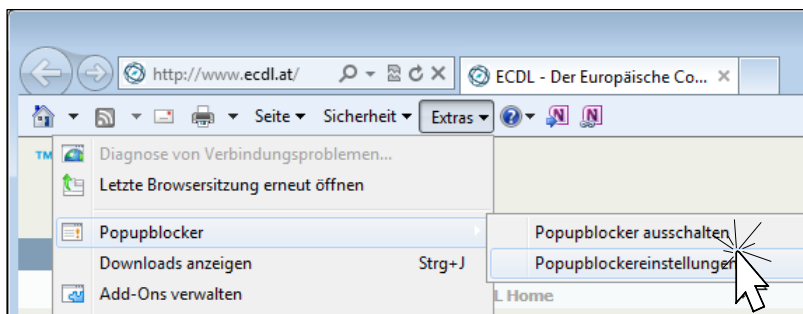 http://www.ecdl.at/
ECDL - Der Europäische Co...
Seite Sicherheit Extras
TM
Diagnose von Verbindungsproblemen...
Letzte Browsersitzung erneut öffnen
Popupblocker
Popupblocker ausschalten
Downloads anzeigen Strg+J
Popupblockereinstellungen
Add-Ons verwalten
L Home